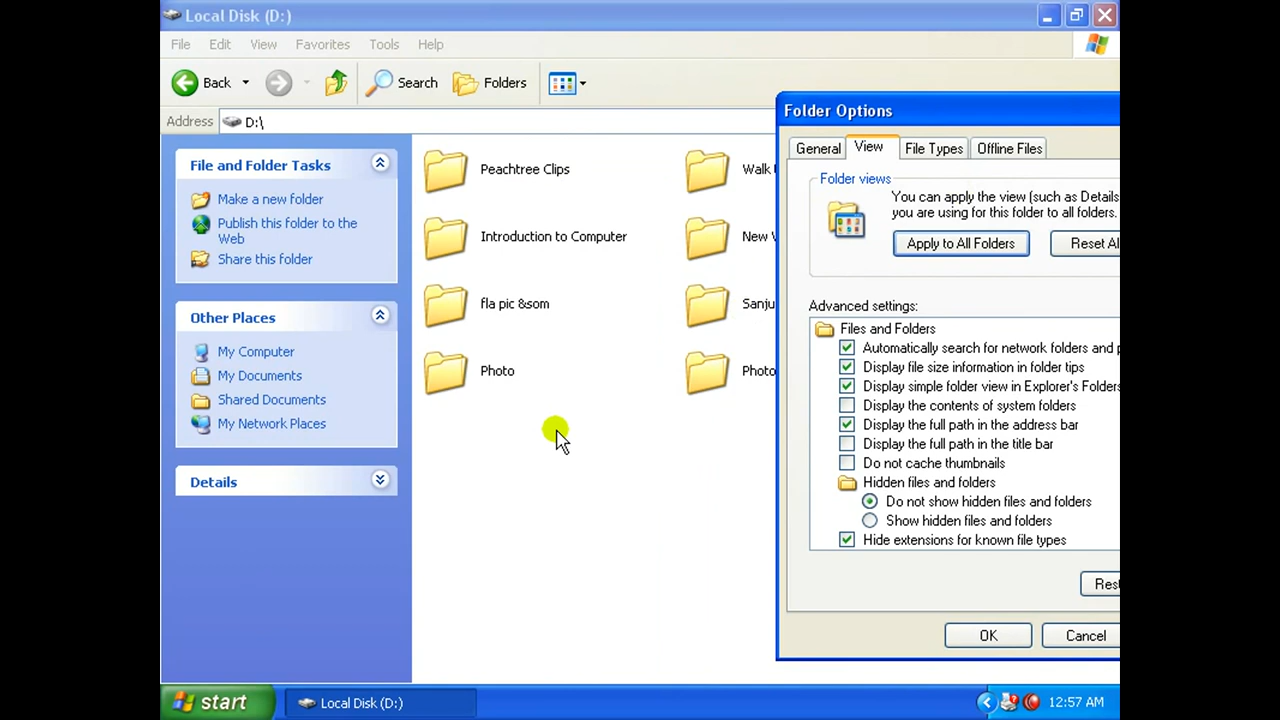 Local Disk (D:)
File Edit View Favorites Tools Help
Back Search Folders
Address D:\
File and Folder Tasks
Make a new folder
Publish this folder to the
Web
Share this folder
Other Places
My Computer
My Documents
Shared Documents
My Network Places
Details
Peachtree Clips
Walk
Introduction to Computer
New
fla pic &som
Sanju
Photo
Photo
Folder Options
General View File Types Offline Files
Folder views
You can apply the view (such as Details
you are using for this folder to all folders.
Apply to All Folders Reset Al
Advanced settings:
Files and Folders
Automatically search for network folders and p
Display file size information in folder tips
Display simple folder view in Explorer's Folders
Display the contents of system folders
Display the full path in the address bar
Display the full path in the title bar
Do not cache thumbnails
Hidden files and folders
Do not show hidden files and folders
Show hidden files and folders
Hide extensions for known file types
Rest
OK Cancel
start Local Disk (D:) 12:57 AM